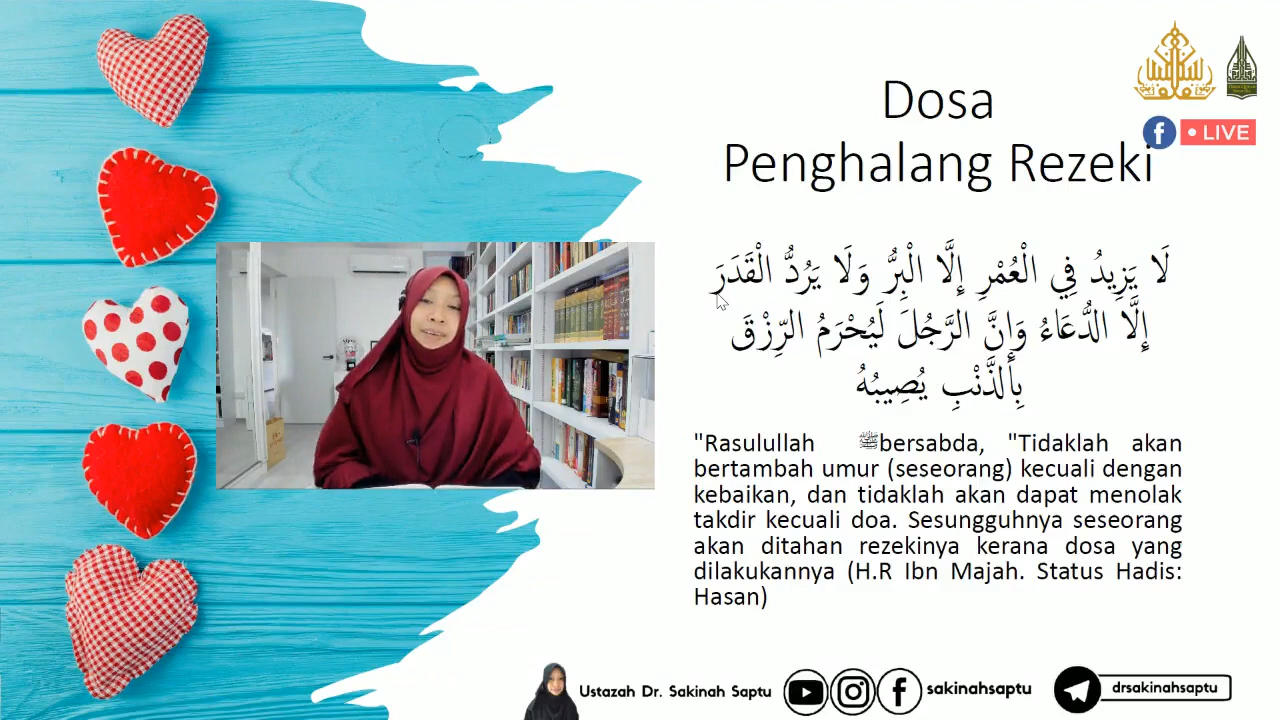 Dosa
Penghalang Rezeki
LIVE
لَا يَزِيدُ فِي الْعُمْرِ إِلَّا الْبِرُّ وَلَا يَرُدُّ الْقَدَرَ
إِلَّا الدُّعَاءُ وَإِنَّ الرَّجُلَ لَيُحْرَمُ الرِّزْقَ
بِالذَّنْبِ يُصِيبُهُ
"Rasulullah ﷺbersabda, "Tidaklah akan
bertambah umur (seseorang) kecuali dengan
kebaikan, dan tidaklah akan dapat menolak
takdir kecuali doa. Sesungguhnya seseorang
akan ditahan rezekinya kerana dosa yang
dilakukannya (H.R Ibn Majah. Status Hadis:
Hasan)
Ustazah Dr. Sakinah Saptu
sakinahsaptu
drsakinahsaptu